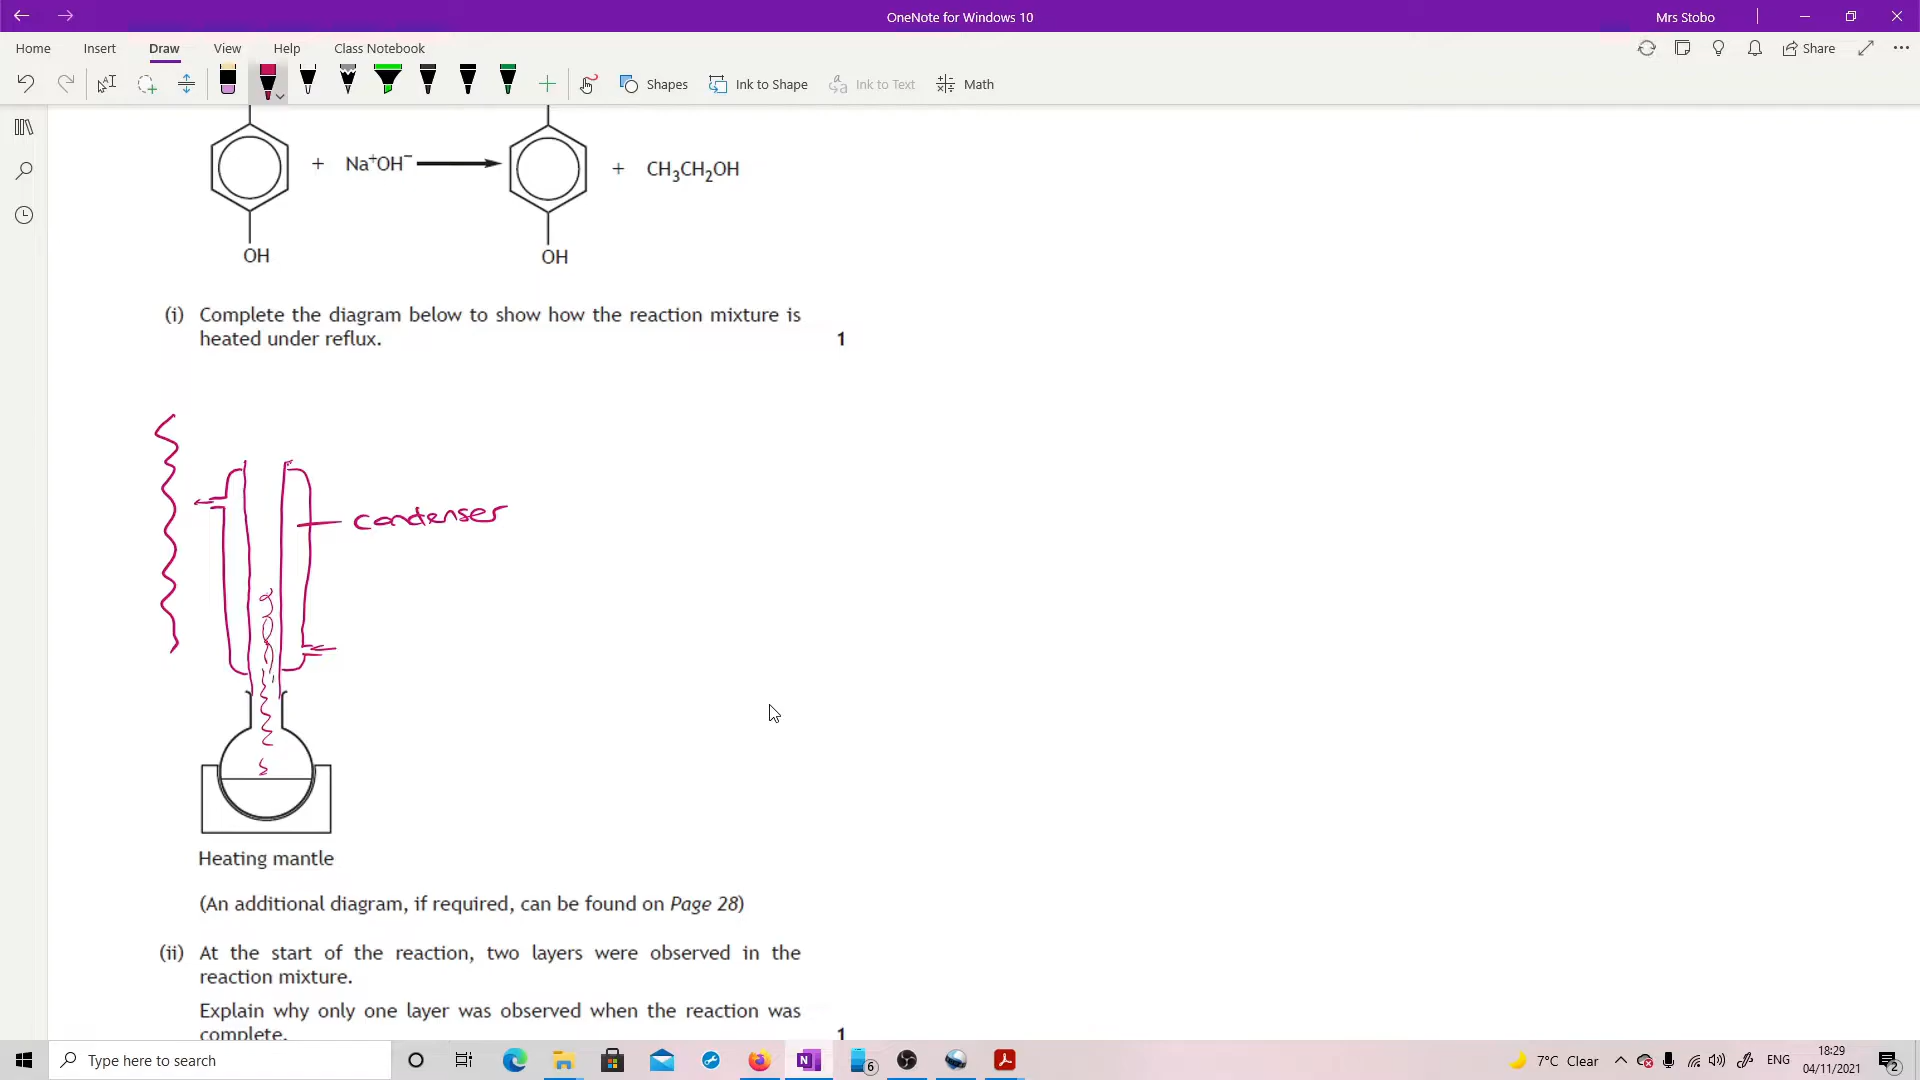 OneNote for Windows 10
Mrs Stobo
Home Insert Draw View Help Class Notebook
Share
Shapes Ink to Shape Ink to Text Math
+ Na⁺OH⁻ + CH₃CH₂OH
OH OH
(i) Complete the diagram below to show how the reaction mixture is
heated under reflux. 1
condenser
Heating mantle
(An additional diagram, if required, can be found on Page 28)
(ii) At the start of the reaction, two layers were observed in the
reaction mixture.
Explain why only one layer was observed when the reaction was
complete. 1
Type here to search
6
7°C Clear
ENG
18:29
04/11/2021
2